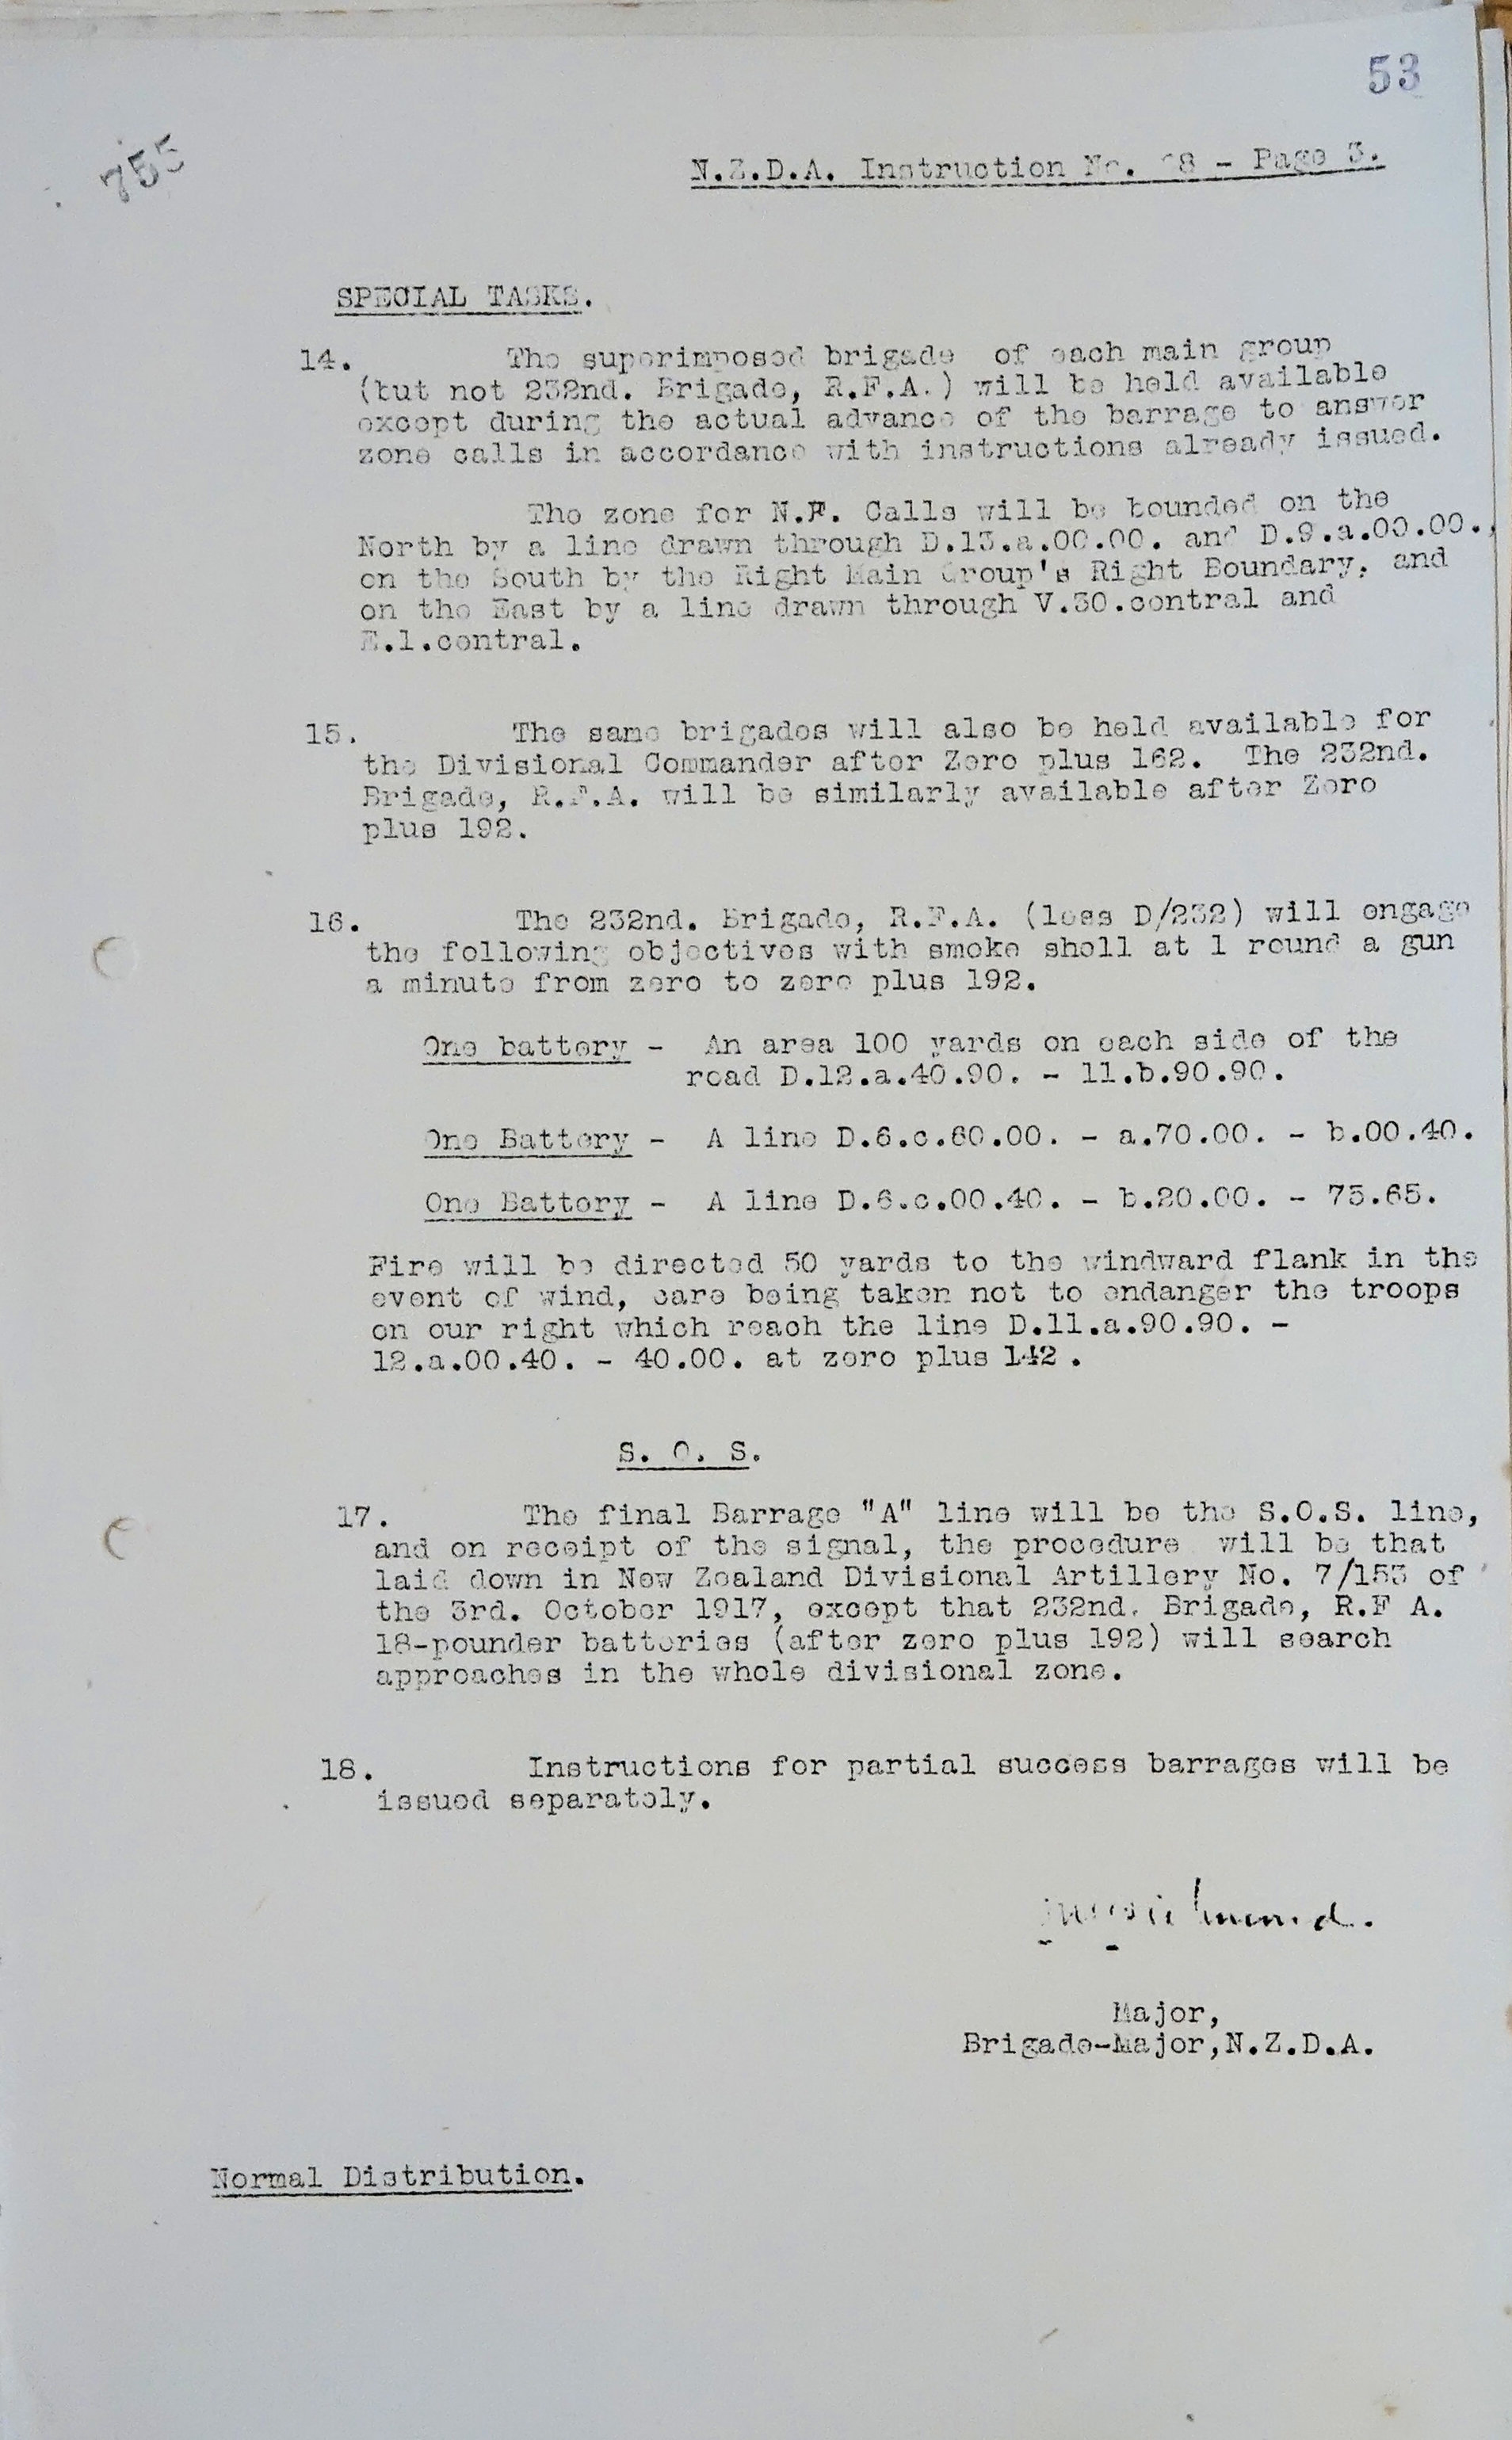 53
755
N.Z.D.A. Instruction No. 8 - Page 3.
SPECIAL TASKS.
14. The superimposed brigade of each main group
(but not 232nd. Brigade, R.F.A.) will be held available
except during the actual advance of the barrage to answer
zone calls in accordance with instructions already issued.
The zone for N.F. Calls will be bounded on the
North by a line drawn through D.13.a.00.00. and D.9.a.00.00.,
on the South by the Right Main Group's Right Boundary, and
on the East by a line drawn through V.30.central and
E.1.central.
15. The same brigades will also be held available for
the Divisional Commander after Zero plus 162. The 232nd.
Brigade, R.F.A. will be similarly available after Zero
plus 192.
16. The 232nd. Brigade, R.F.A. (less D/232) will engage
the following objectives with smoke shell at 1 round a gun
a minute from zero to zero plus 192.
One battery - An area 100 yards on each side of the
road D.12.a.40.90. - 11.b.90.90.
One Battery - A line D.6.c.60.00. - a.70.00. - b.00.40.
One Battery - A line D.6.c.00.40. - b.20.00. - 75.65.
Fire will be directed 50 yards to the windward flank in the
event of wind, care being taken not to endanger the troops
on our right which reach the line D.11.a.90.90. -
12.a.00.40. - 40.00. at zero plus 142.
S. O. S.
17. The final Barrage "A" line will be the S.O.S. line,
and on receipt of the signal, the procedure will be that
laid down in New Zealand Divisional Artillery No. 7/153 of
the 3rd. October 1917, except that 232nd. Brigade, R.F A.
18-pounder batteries (after zero plus 192) will search
approaches in the whole divisional zone.
18. Instructions for partial success barrages will be
issued separately.
Major,
Brigade-Major,N.Z.D.A.
Normal Distribution.